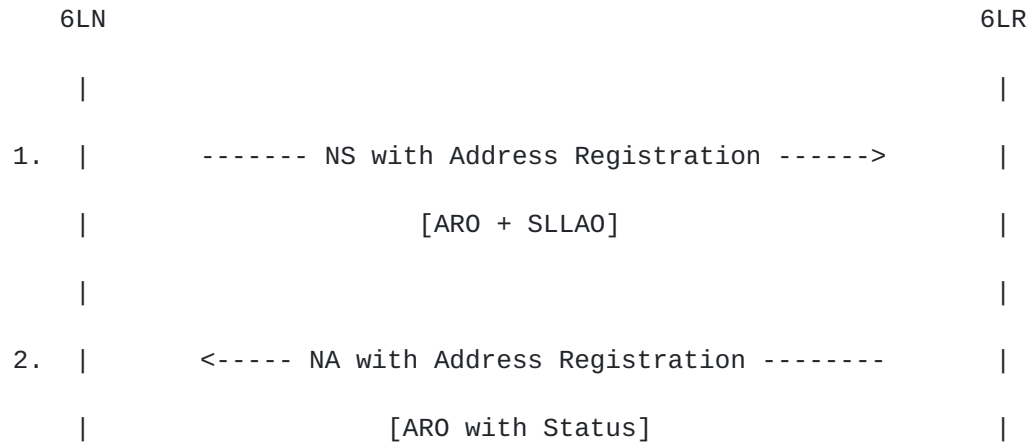 6LN 6LR
| |
1. | ------- NS with Address Registration ------> |
| [ARO + SLLAO] |
| |
2. | <----- NA with Address Registration -------- |
| [ARO with Status] |